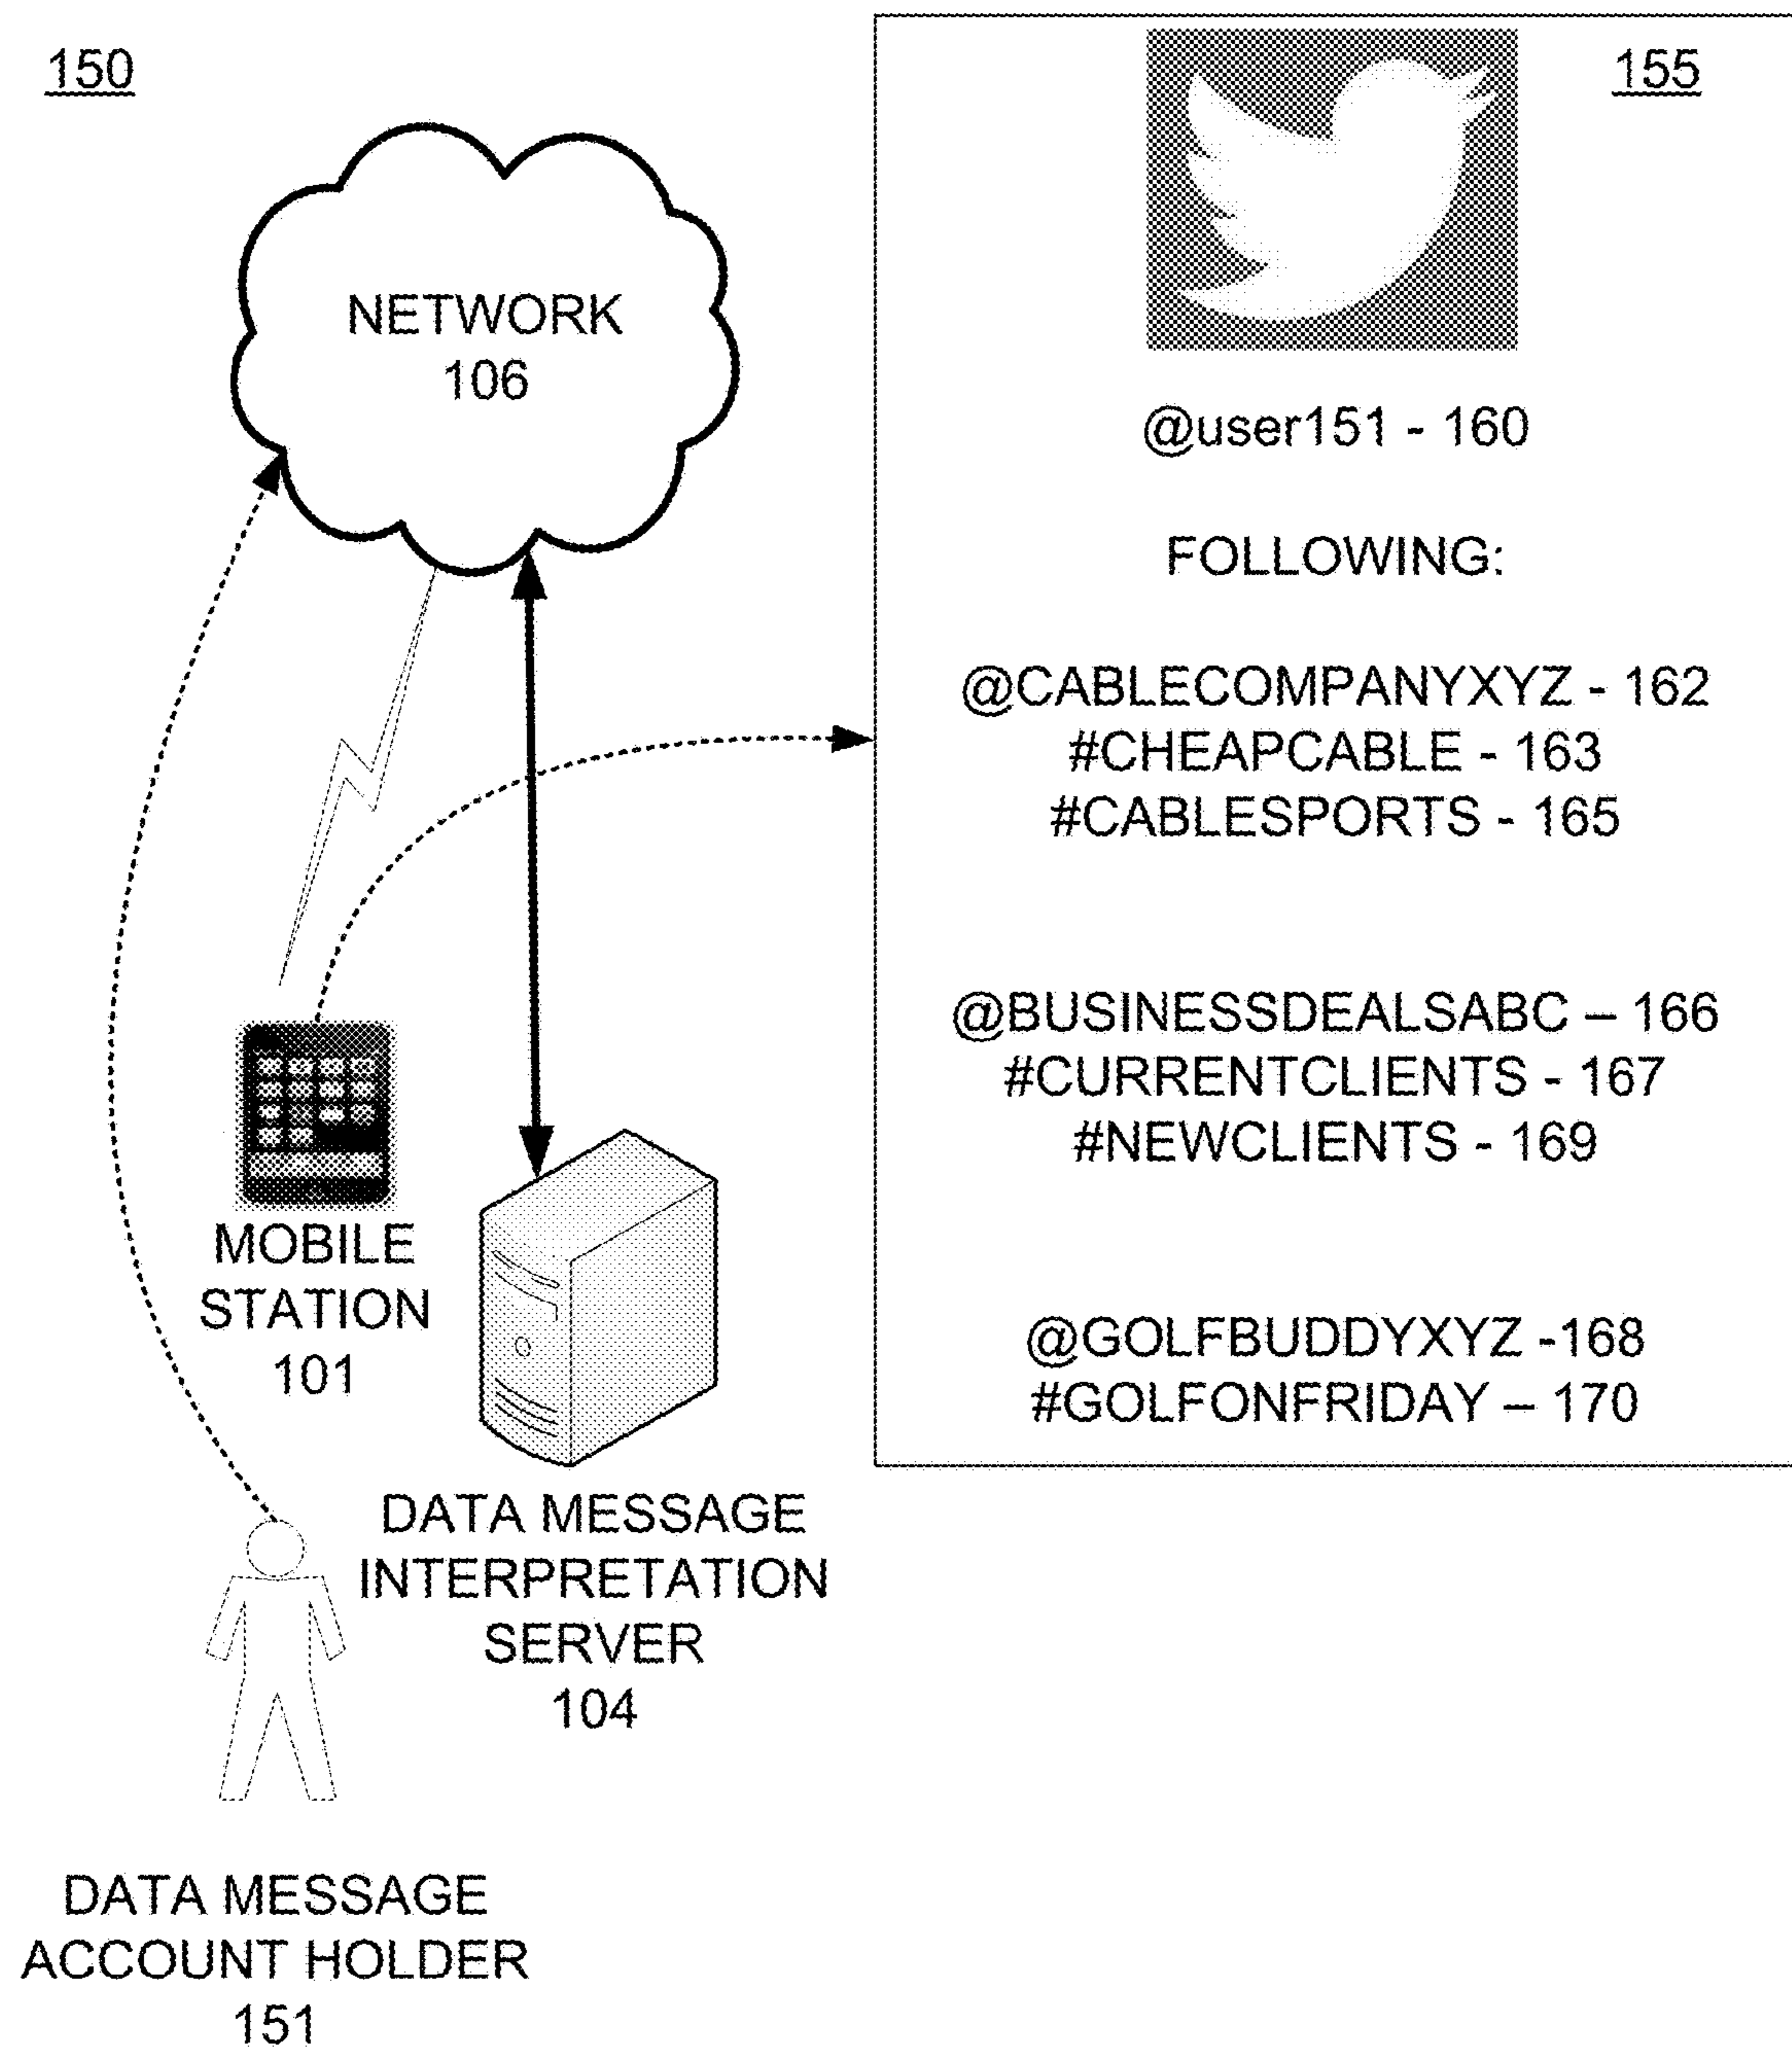 150
NETWORK
106
MOBILE
STATION
101
DATA MESSAGE
INTERPRETATION
SERVER
104
DATA MESSAGE
ACCOUNT HOLDER
151
155
@user151 - 160
FOLLOWING:
@CABLECOMPANYXYZ - 162
#CHEAPCABLE - 163
#CABLESPORTS - 165
@BUSINESSDEALSABC – 166
#CURRENTCLIENTS - 167
#NEWCLIENTS - 169
@GOLFBUDDYXYZ -168
#GOLFONFRIDAY – 170